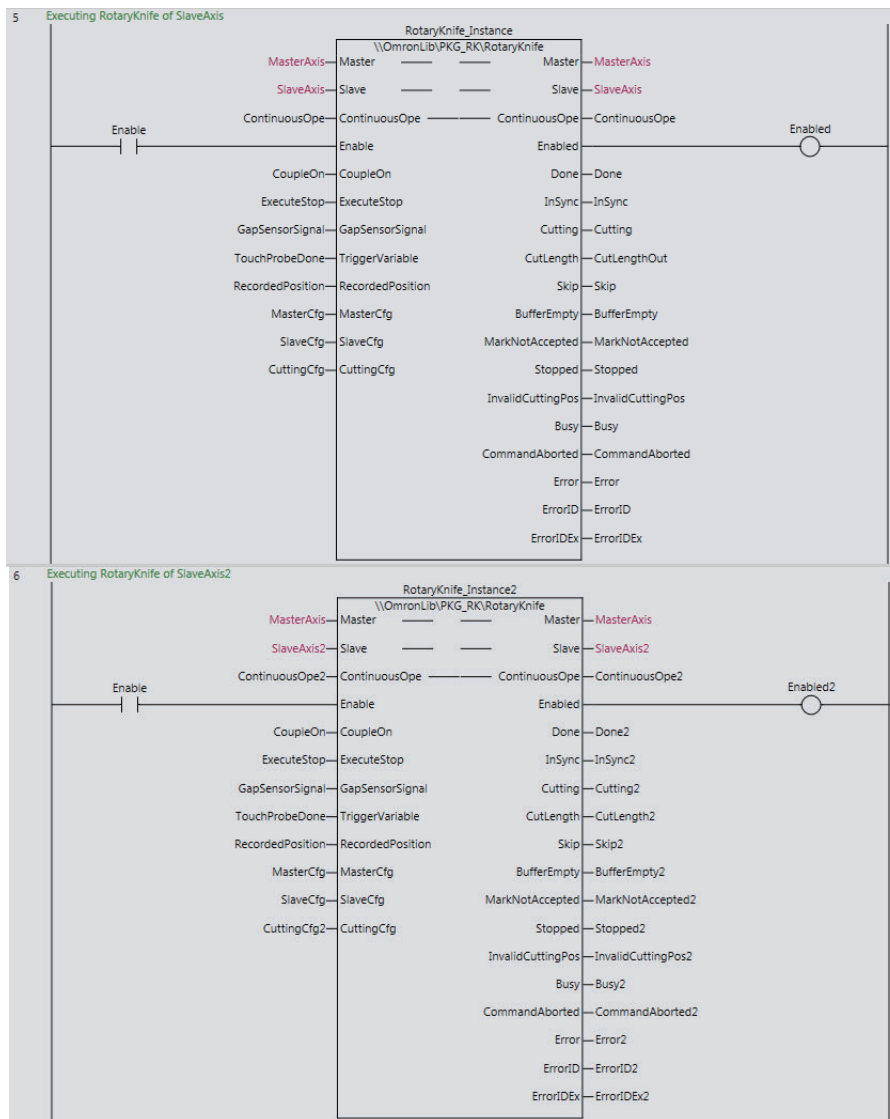 5 Executing RotaryKnife of SlaveAxis
RotaryKnife_Instance
\\OmronLib\PKG_RK\RotaryKnife
MasterAxis Master Master MasterAxis
SlaveAxis Slave Slave SlaveAxis
ContinuousOpe ContinuousOpe ContinuousOpe ContinuousOpe
Enable Enable Enabled Enabled
CoupleOn CoupleOn Done Done
ExecuteStop ExecuteStop InSync InSync
GapSensorSignal GapSensorSignal Cutting Cutting
TouchProbeDone TriggerVariable CutLength CutLengthOut
RecordedPosition RecordedPosition Skip Skip
MasterCfg MasterCfg BufferEmpty BufferEmpty
SlaveCfg SlaveCfg MarkNotAccepted MarkNotAccepted
CuttingCfg CuttingCfg Stopped Stopped
InvalidCuttingPos InvalidCuttingPos
Busy Busy
CommandAborted CommandAborted
Error Error
ErrorID ErrorID
ErrorIDEx ErrorIDEx
6 Executing RotaryKnife of SlaveAxis2
RotaryKnife_Instance2
\\OmronLib\PKG_RK\RotaryKnife
MasterAxis Master Master MasterAxis
SlaveAxis2 Slave Slave SlaveAxis2
ContinuousOpe2 ContinuousOpe ContinuousOpe ContinuousOpe2
Enable Enable Enabled Enabled2
CoupleOn CoupleOn Done Done2
ExecuteStop ExecuteStop InSync InSync2
GapSensorSignal GapSensorSignal Cutting Cutting2
TouchProbeDone TriggerVariable CutLength CutLength2
RecordedPosition RecordedPosition Skip Skip2
MasterCfg MasterCfg BufferEmpty BufferEmpty2
SlaveCfg SlaveCfg MarkNotAccepted MarkNotAccepted2
CuttingCfg2 CuttingCfg Stopped Stopped2
InvalidCuttingPos InvalidCuttingPos2
Busy Busy2
CommandAborted CommandAborted2
Error Error2
ErrorID ErrorID2
ErrorIDEx ErrorIDEx2